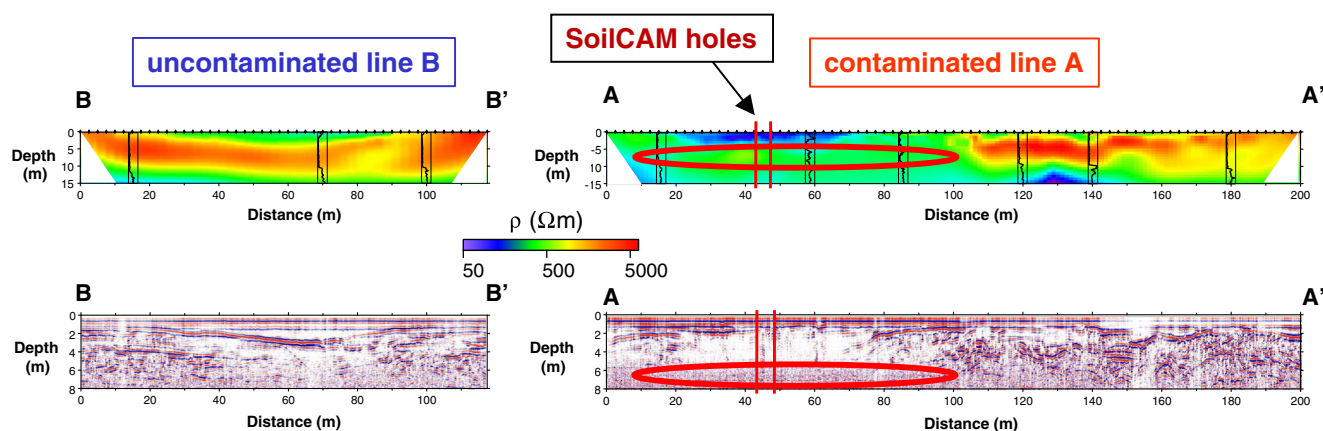 SoilCAM holes
uncontaminated line B
contaminated line A
B B' A A'
Depth
(m)
0
5
10
15
0 20 40 60 80 100
Distance (m)
Depth
(m)
0
-5
-10
-15
0 20 40 60 80 100 120 140 160 180 200
Distance (m)
ρ (Ωm)
50 500 5000
B B' A A'
Depth
(m)
0
2
4
6
8
0 20 40 60 80 100
Distance (m)
Depth
(m)
0
2
4
6
8
0 20 40 60 80 100 120 140 160 180 200
Distance (m)